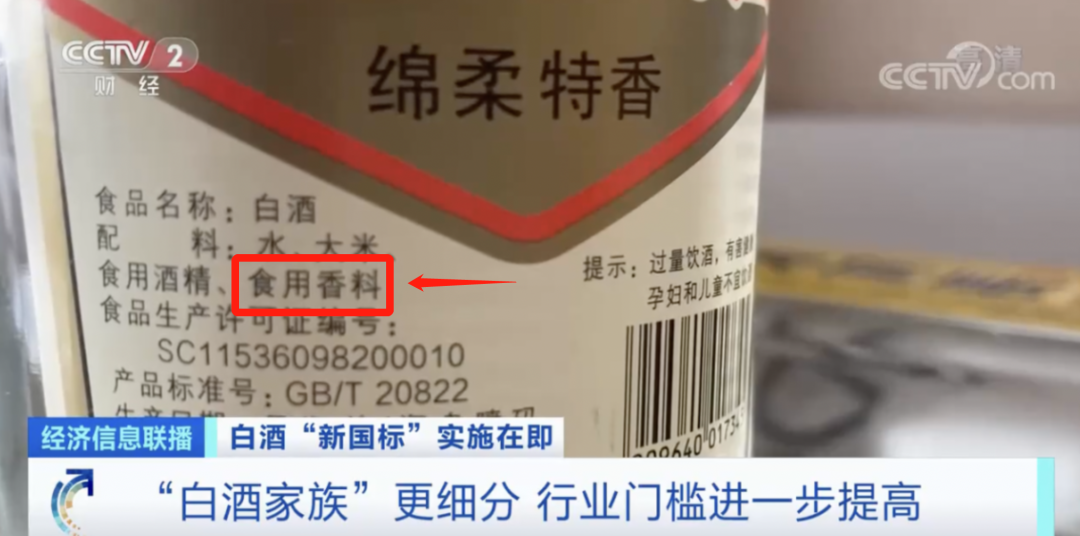 CCTV 2
财经
高清
CCTV.com
绵柔特香
食品名称：白酒
配 料：水、大米、
食用酒精、食用香料
食品生产许可证编号：
SC11536098200010
产品标准号：GB/T 20822
提示：过量饮酒，有害健康
孕妇和儿童不宜饮酒
经济信息联播
白酒“新国标”实施在即
“白酒家族”更细分 行业门槛进一步提高